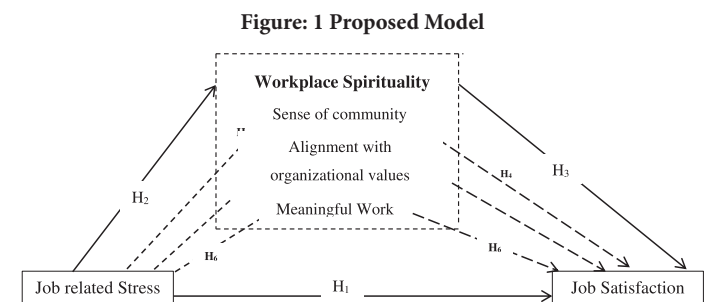 Figure: 1 Proposed Model
Workplace Spirituality
Sense of community
Alignment with
organizational values
Meaningful Work
H2
H4
H3
H6
H6
Job related Stress
H1
Job Satisfaction